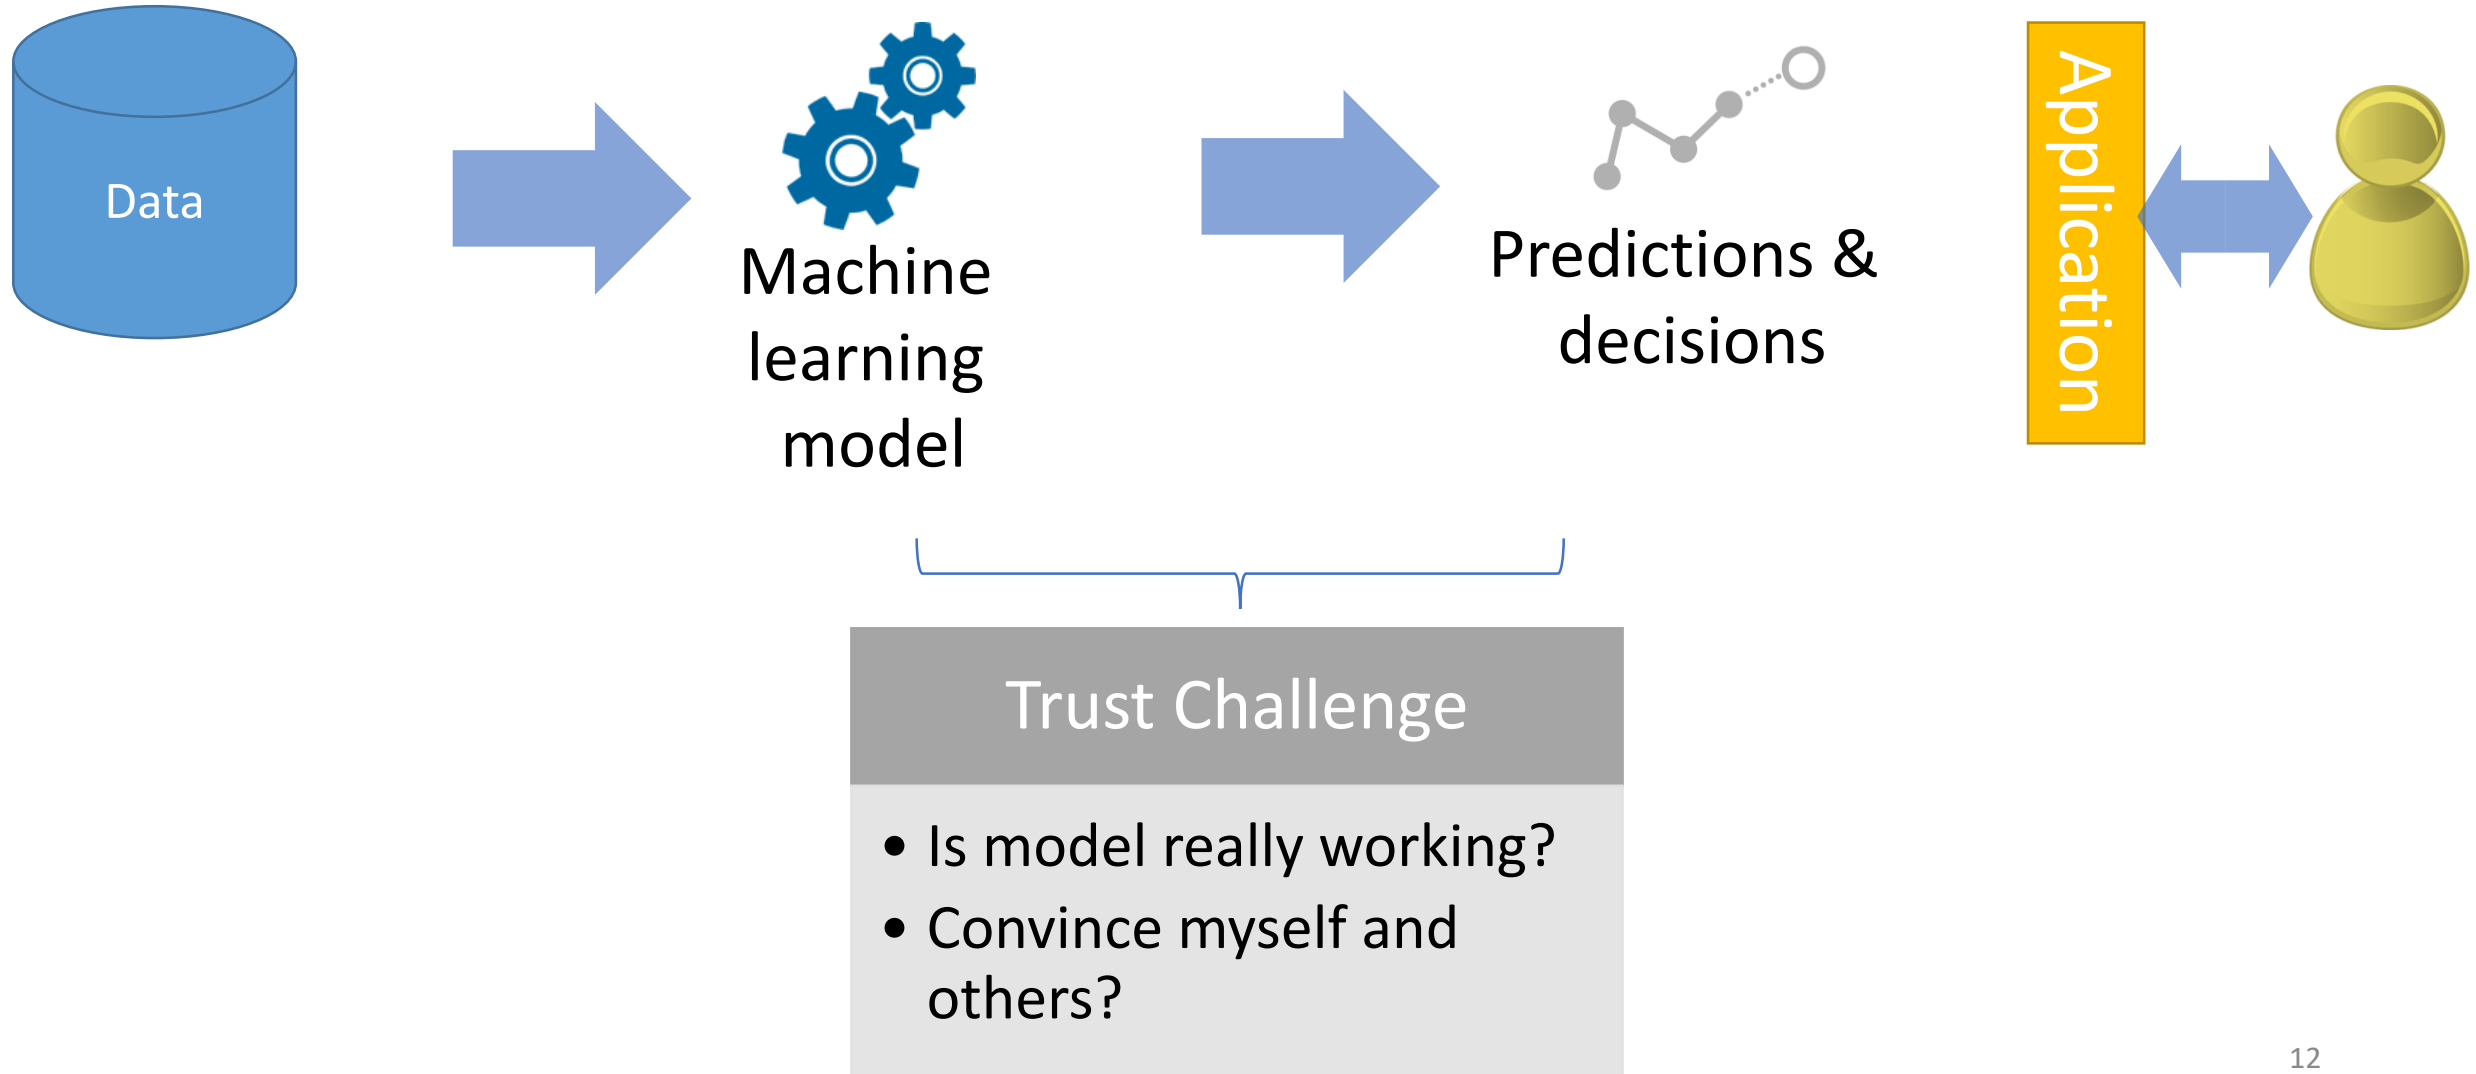 Data
Machine
learning
model
Predictions &
decisions
Application
Trust Challenge
• Is model really working?
• Convince myself and
others?
12